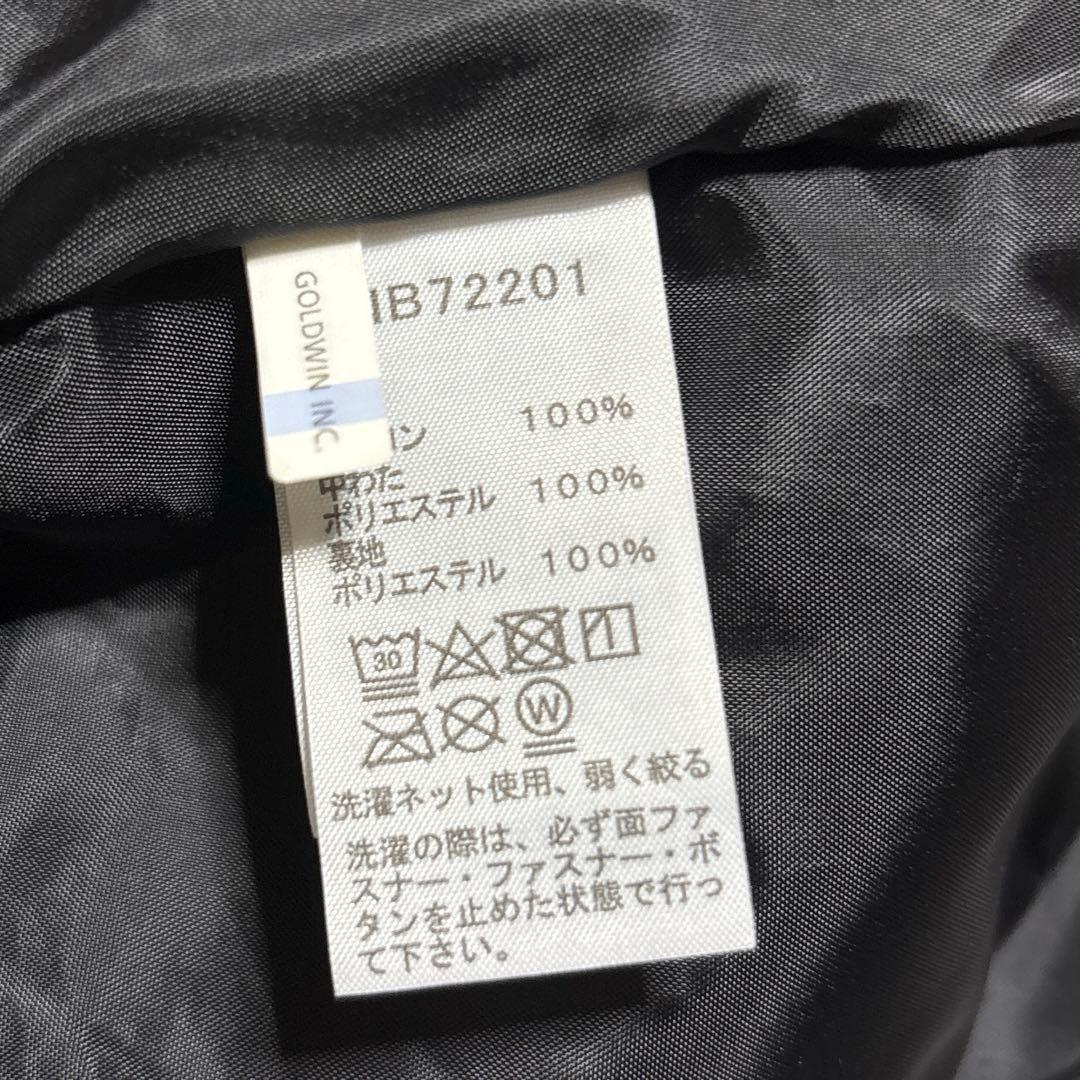 GOLDWIN INC.
B72201
ン 100%
中わた
ポリエステル 100%
裏地
ポリエステル 100%
30
W
洗濯ネット使用、弱く絞る
洗濯の際は、必ず面ファ
スナー・ファスナー・ボ
タンを止めた状態で行っ
て下さい。